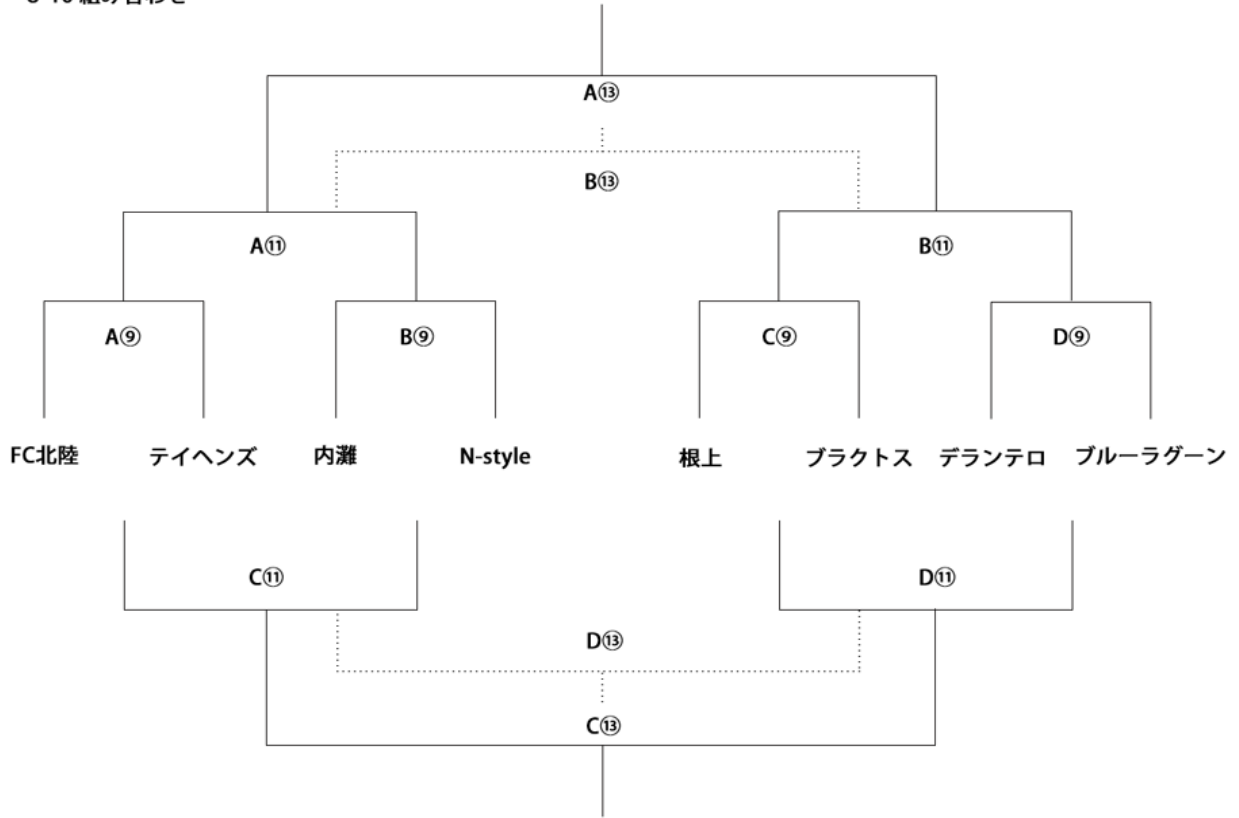 A⑬
B⑬
A⑪ B⑪
A⑨ B⑨ C⑨ D⑨
FC北陸 テイヘンズ 内灘 N-style 根上 ブラクトス デランテロ ブルーラグーン
C⑪ D⑪
D⑬
C⑬